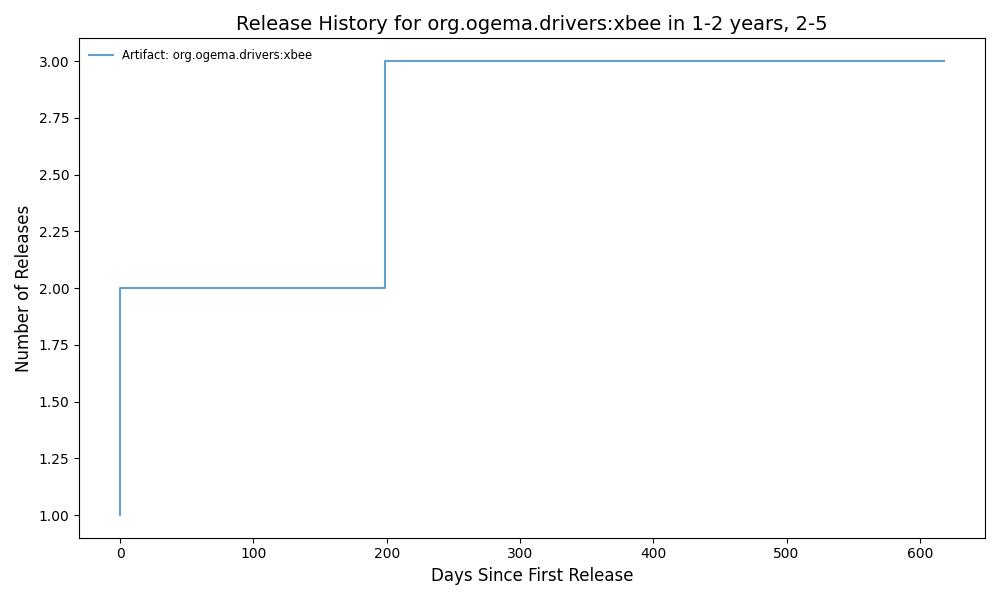 Release History for org.ogema.drivers:xbee in 1-2 years, 2-5
Artifact: org.ogema.drivers:xbee
Number of Releases
3.00
2.75
2.50
2.25
2.00
1.75
1.50
1.25
1.00
0 100 200 300 400 500 600
Days Since First Release